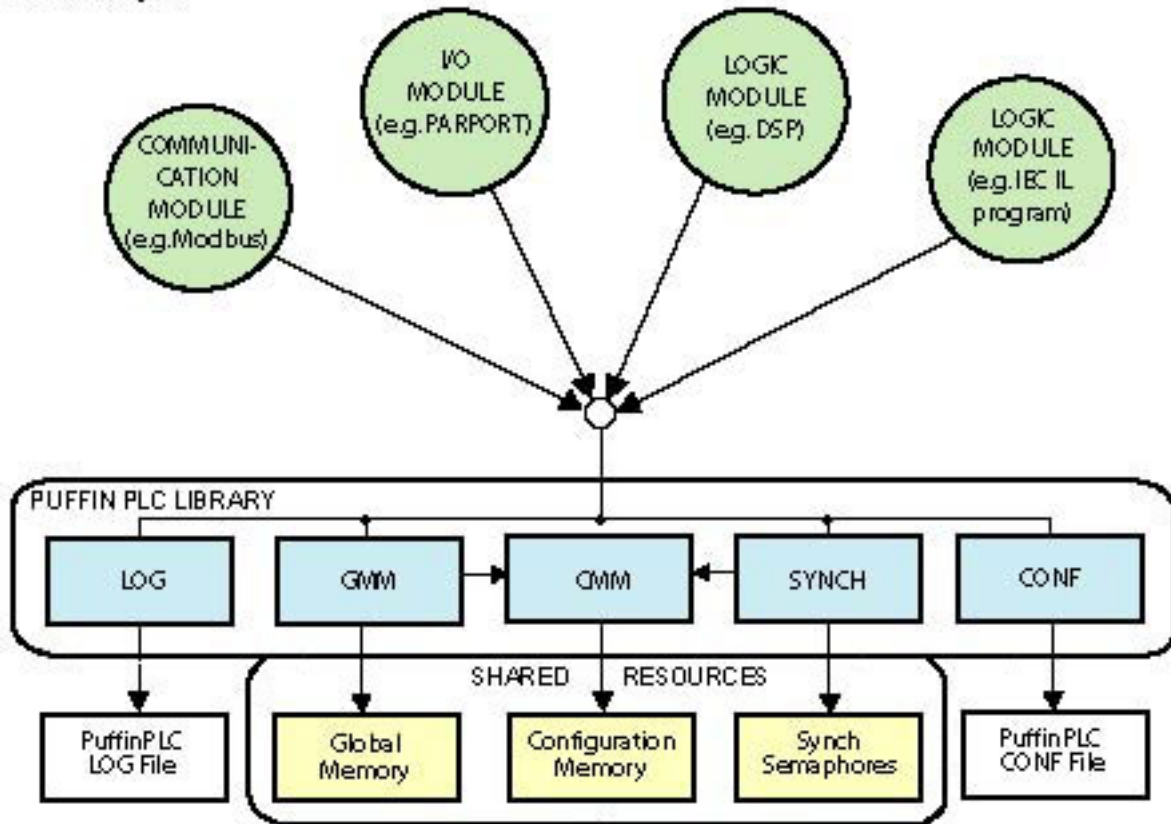 I/O
MODULE
(e.g. PARPORT)
LOGIC
MODULE
(e.g. DSP)
COMMUNI-
CATION
MODULE
(e.g.Modbus)
LOGIC
MODULE
(e.g. IEC IL
program)
PUFFIN PLC LIBRARY
LOG
GMM
CMM
SYNCH
CONF
SHARED RESOURCES
PuffinPLC
LOG File
Global
Memory
Configuration
Memory
Synch
Semaphores
PuffinPLC
CONF File